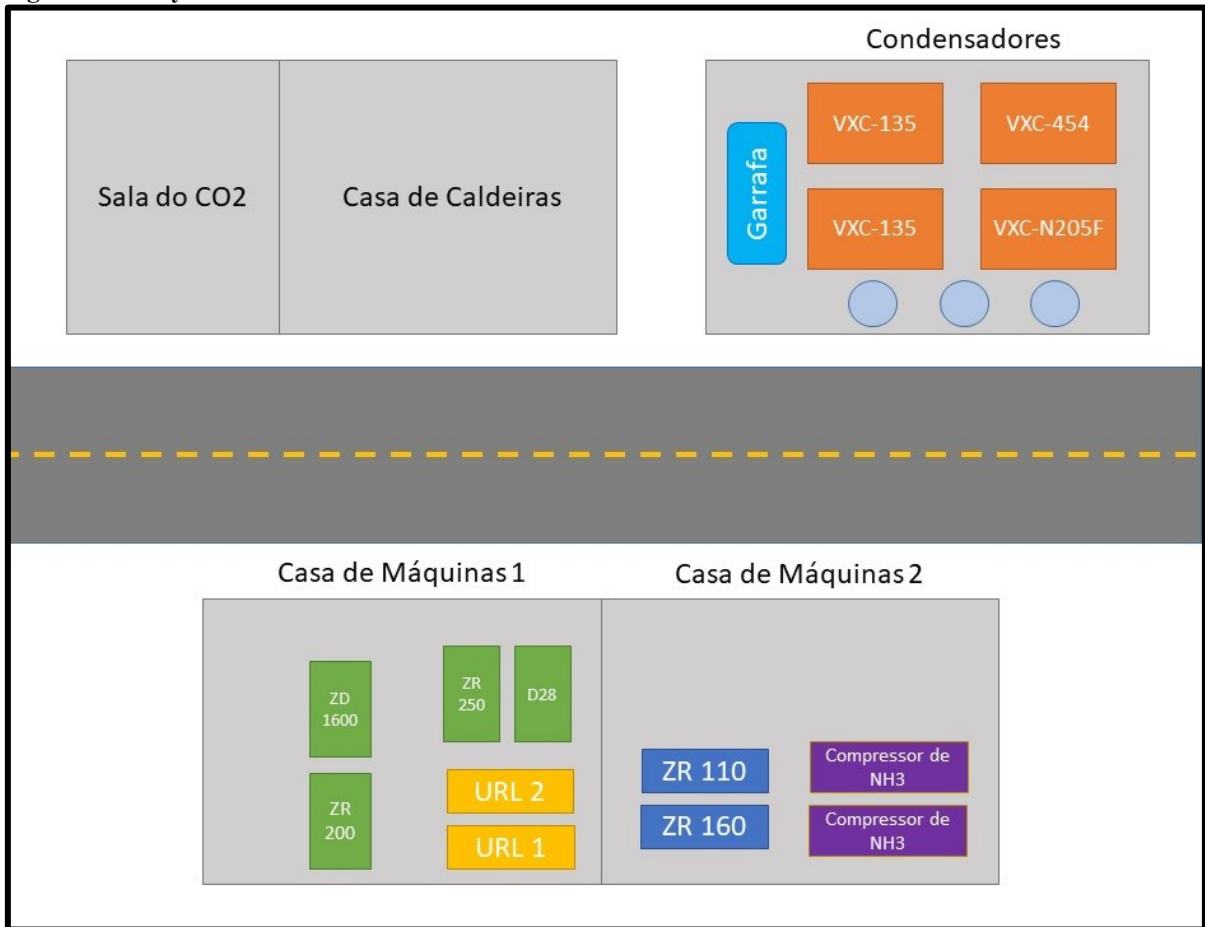 Condensadores
Sala do CO2
Casa de Caldeiras
Garrafa
VXC-135
VXC-454
VXC-135
VXC-N205F
Casa de Máquinas 1
Casa de Máquinas 2
ZD
1600
ZR
250
D28
ZR
200
URL 2
URL 1
ZR 110
ZR 160
Compressor de
NH3
Compressor de
NH3